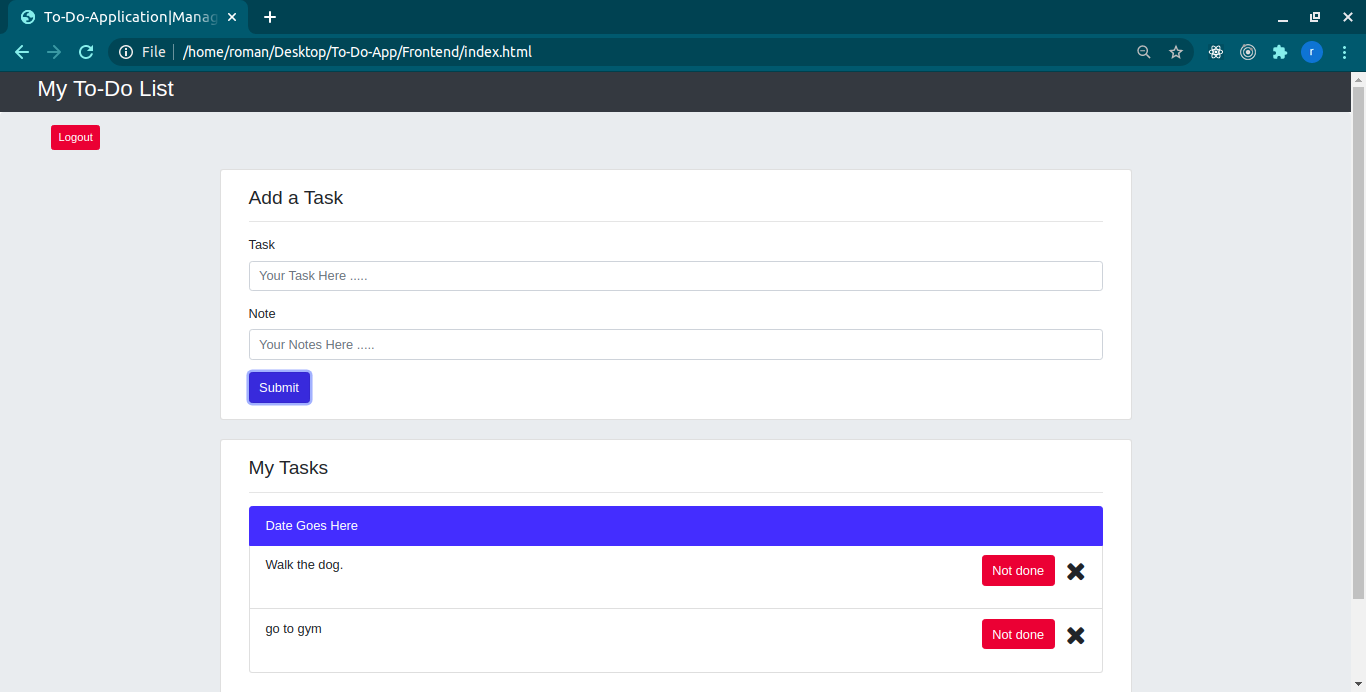 To-Do-Application|Manag
File /home/roman/Desktop/To-Do-App/Frontend/index.html r
My To-Do List
Logout
Add a Task
Task
Your Task Here .....
Note
Your Notes Here .....
Submit
My Tasks
Date Goes Here
Walk the dog. Not done
go to gym Not done